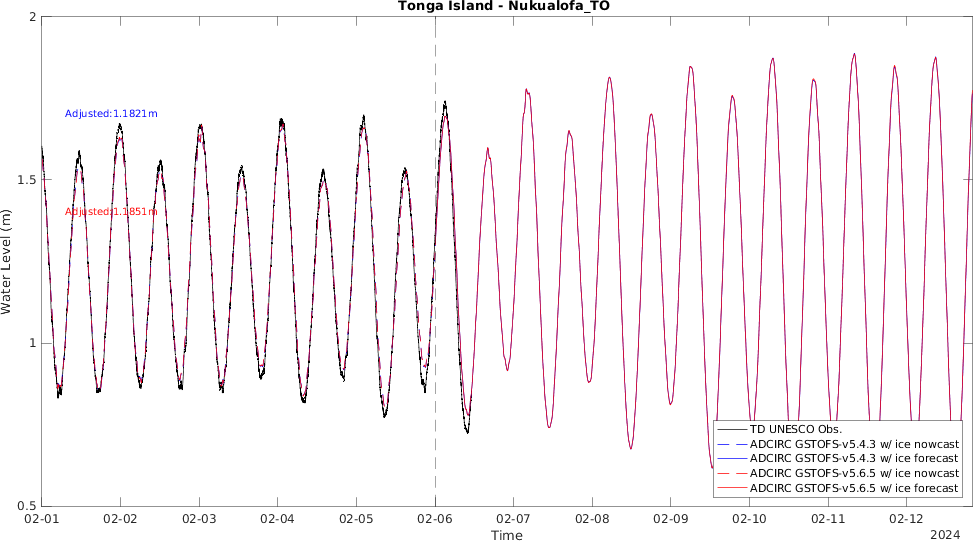 Tonga Island - Nukualofa_TO
2
Adjusted:1.1821m
1.5
Adjusted:1.1851m
Water Level (m)
1
TD UNESCO Obs.
ADCIRC GSTOFS-v5.4.3 w/ ice nowcast
ADCIRC GSTOFS-v5.4.3 w/ ice forecast
ADCIRC GSTOFS-v5.6.5 w/ ice nowcast
ADCIRC GSTOFS-v5.6.5 w/ ice forecast
0.5
02-01 02-02 02-03 02-04 02-05 02-06 02-07 02-08 02-09 02-10 02-11 02-12
Time
2024